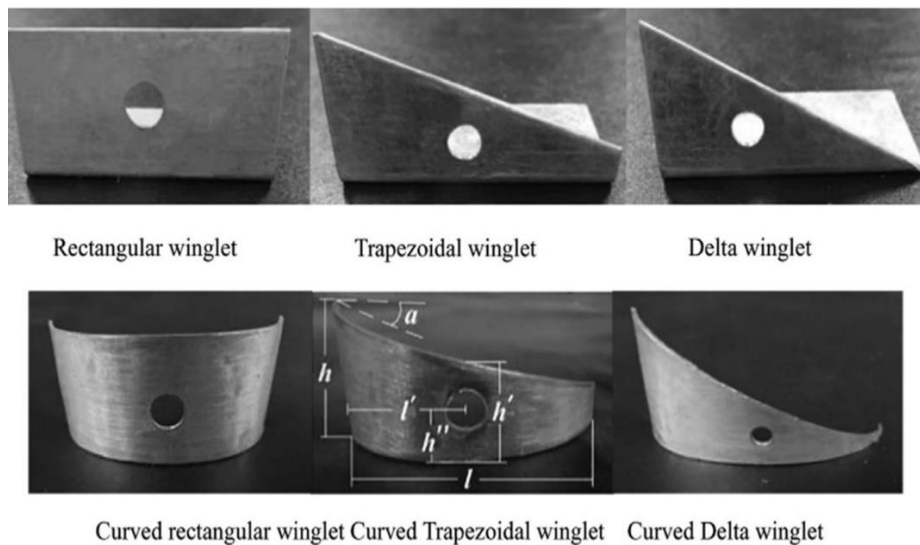 Rectangular winglet Trapezoidal winglet Delta winglet
a
h
l′ h′
h″
l
Curved rectangular winglet Curved Trapezoidal winglet Curved Delta winglet